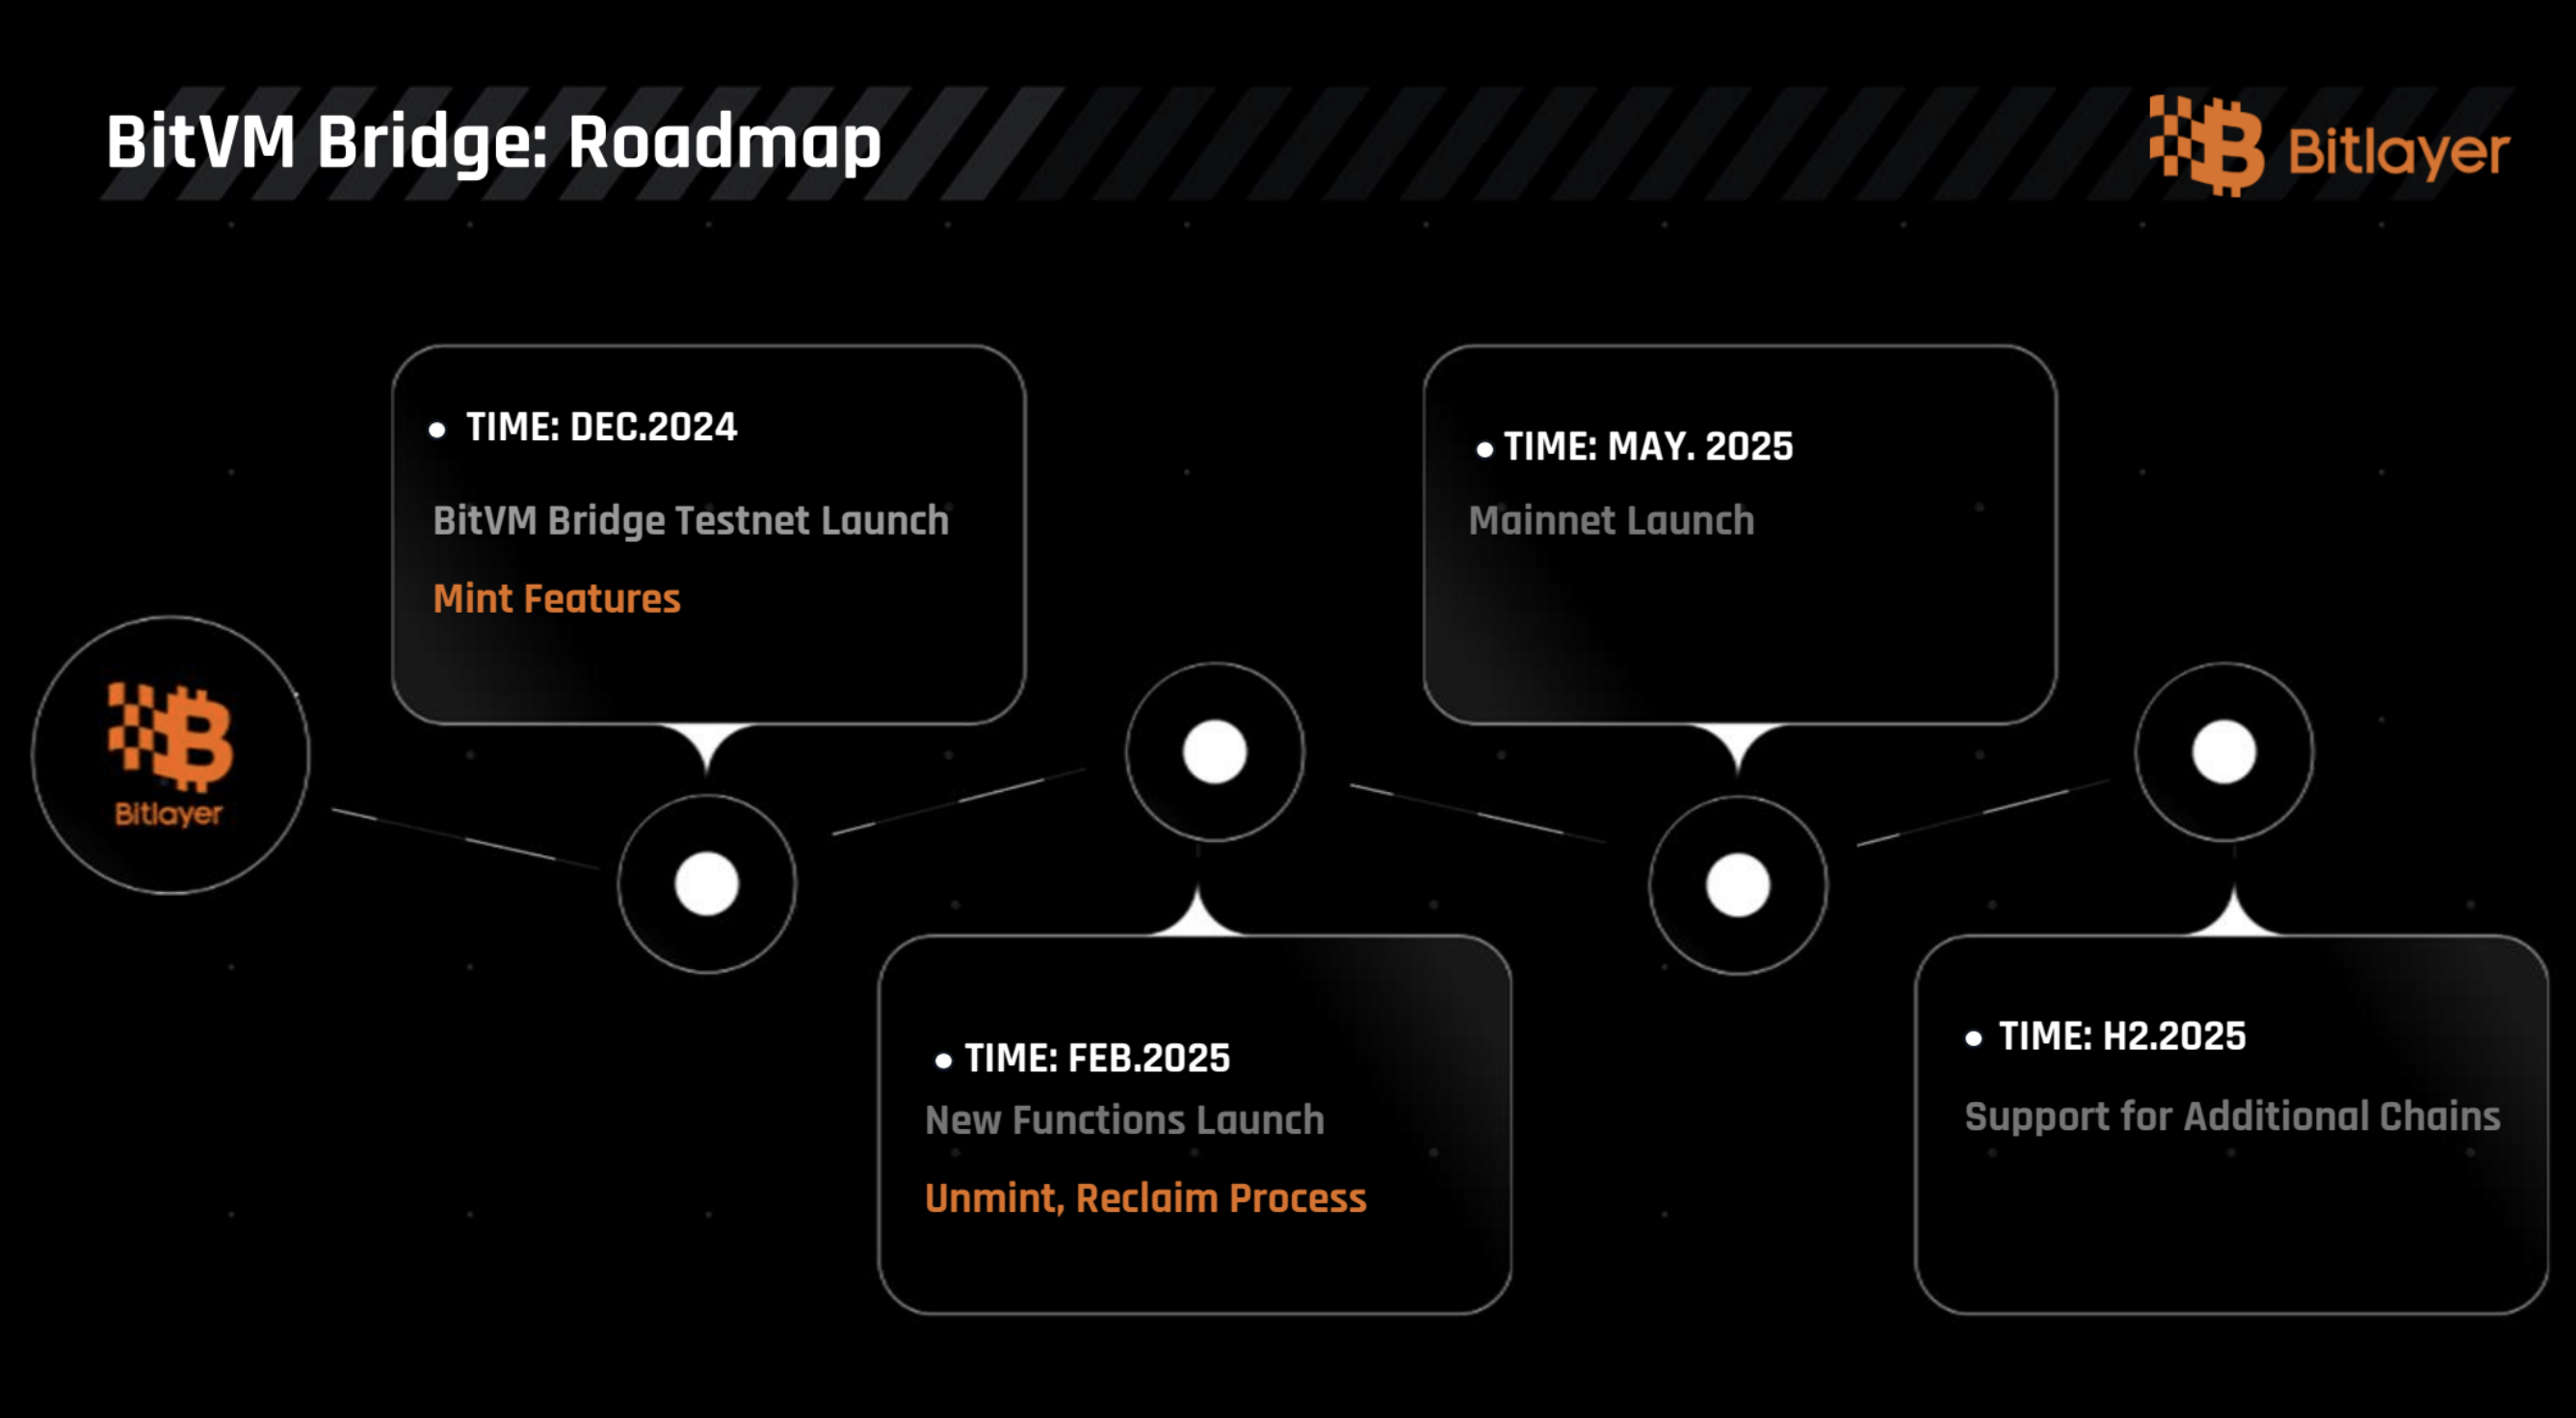 BitVM Bridge: Roadmap
Bitlayer
TIME: DEC.2024
BitVM Bridge Testnet Launch
Mint Features
TIME: MAY. 2025
Mainnet Launch
Bitlayer
TIME: FEB.2025
New Functions Launch
Unmint, Reclaim Process
TIME: H2.2025
Support for Additional Chains